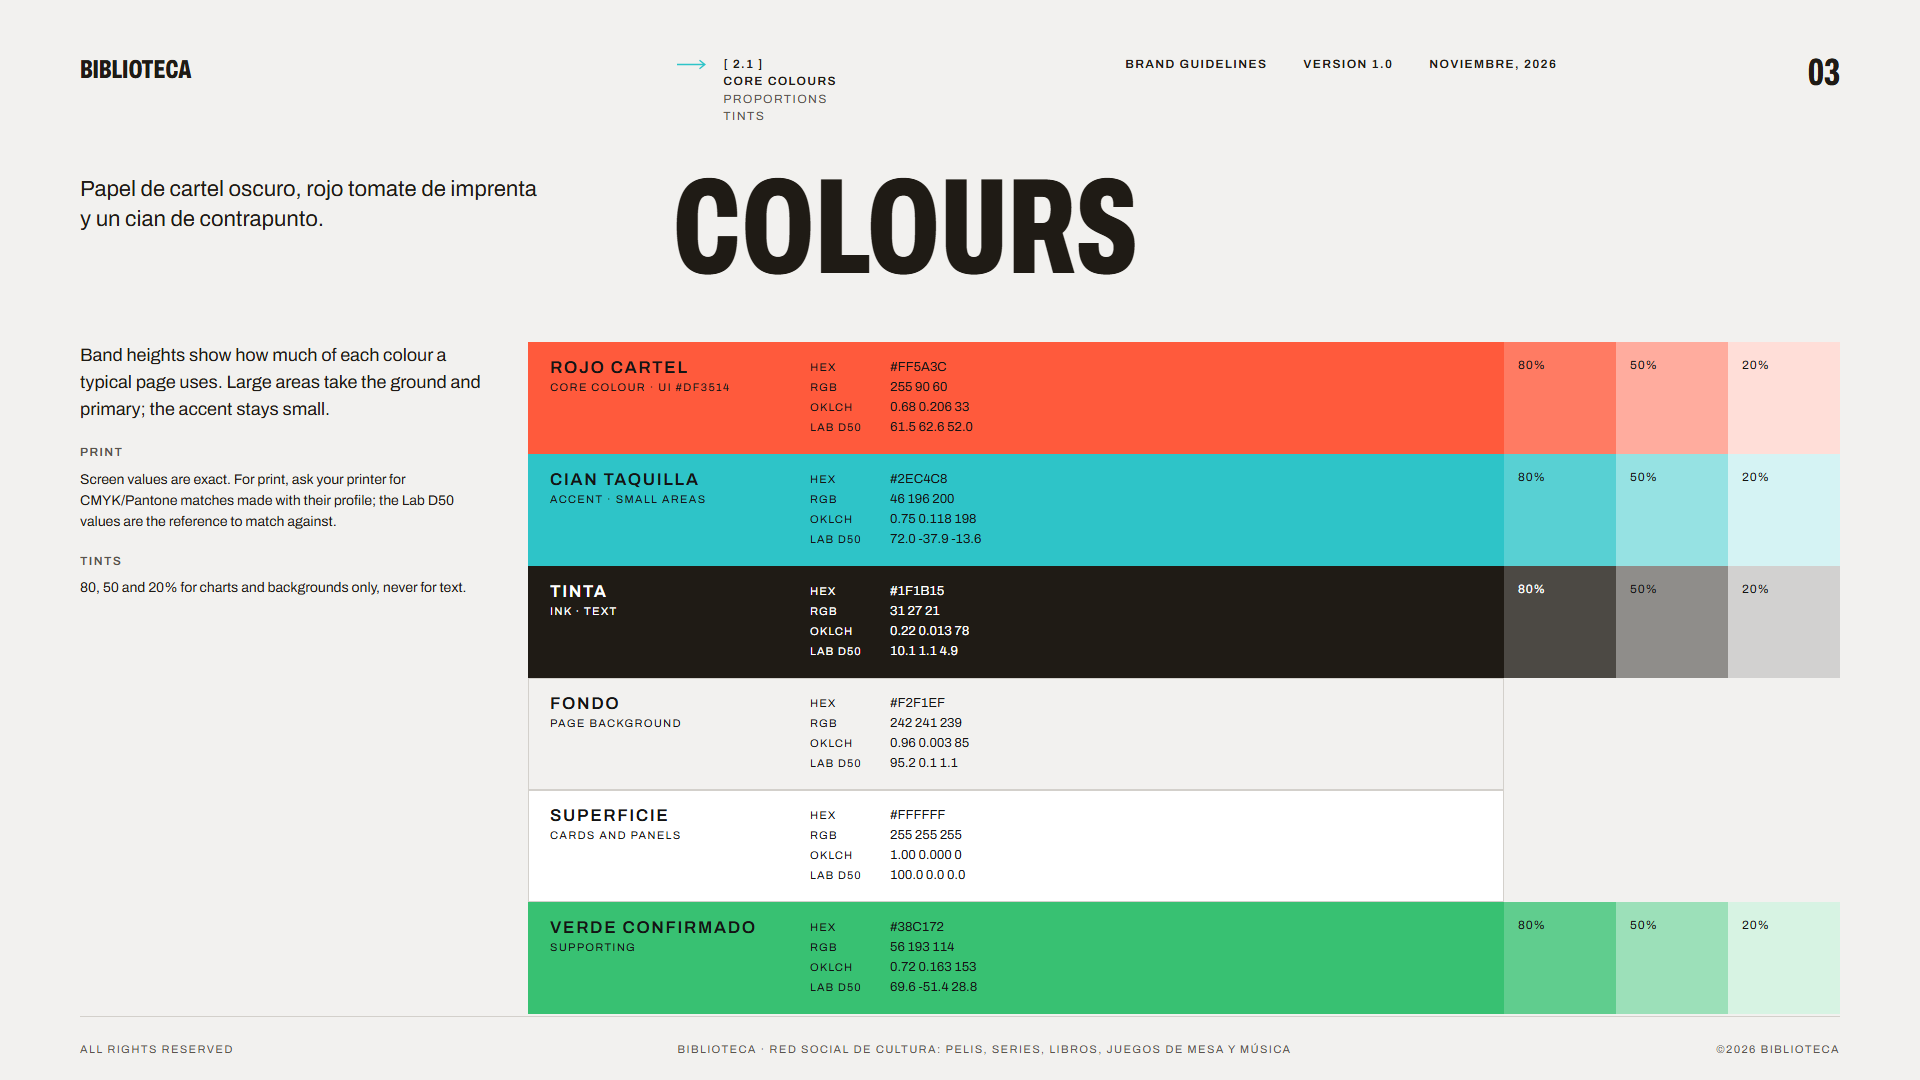 BIBLIOTECA
[ 2.1 ]
CORE COLOURS
PROPORTIONS
TINTS
BRAND GUIDELINES
VERSION 1.0
NOVIEMBRE, 2026
03
Papel de cartel oscuro, rojo tomate de imprenta
y un cian de contrapunto.
COLOURS
Band heights show how much of each colour a
typical page uses. Large areas take the ground and
primary; the accent stays small.
PRINT
Screen values are exact. For print, ask your printer for
CMYK/Pantone matches made with their profile; the Lab D50
values are the reference to match against.
TINTS
80, 50 and 20% for charts and backgrounds only, never for text.
ROJO CARTEL
CORE COLOUR · UI #DF3514
HEX #FF5A3C
RGB 255 90 60
OKLCH 0.68 0.206 33
LAB D50 61.5 62.6 52.0
80% 50% 20%
CIAN TAQUILLA
ACCENT · SMALL AREAS
HEX #2EC4C8
RGB 46 196 200
OKLCH 0.75 0.118 198
LAB D50 72.0 -37.9 -13.6
80% 50% 20%
TINTA
INK · TEXT
HEX #1F1B15
RGB 31 27 21
OKLCH 0.22 0.013 78
LAB D50 10.1 1.1 4.9
80% 50% 20%
FONDO
PAGE BACKGROUND
HEX #F2F1EF
RGB 242 241 239
OKLCH 0.96 0.003 85
LAB D50 95.2 0.1 1.1
SUPERFICIE
CARDS AND PANELS
HEX #FFFFFF
RGB 255 255 255
OKLCH 1.00 0.000 0
LAB D50 100.0 0.0 0.0
VERDE CONFIRMADO
SUPPORTING
HEX #38C172
RGB 56 193 114
OKLCH 0.72 0.163 153
LAB D50 69.6 -51.4 28.8
80% 50% 20%
ALL RIGHTS RESERVED
BIBLIOTECA · RED SOCIAL DE CULTURA: PELIS, SERIES, LIBROS, JUEGOS DE MESA Y MÚSICA
©2026 BIBLIOTECA